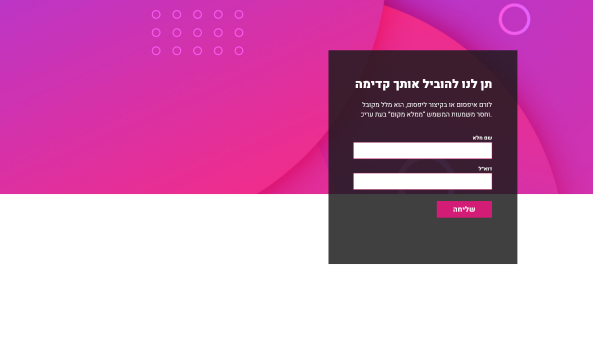 תן לנו להוביל אותך קדימה
לורם איפסום או בקיצור ליפסום, הוא מלל מקובל
וחסר משמעות המשמש "ממלא מקום" בעת עריכ.
שם מלא
דוא״ל
שליחה